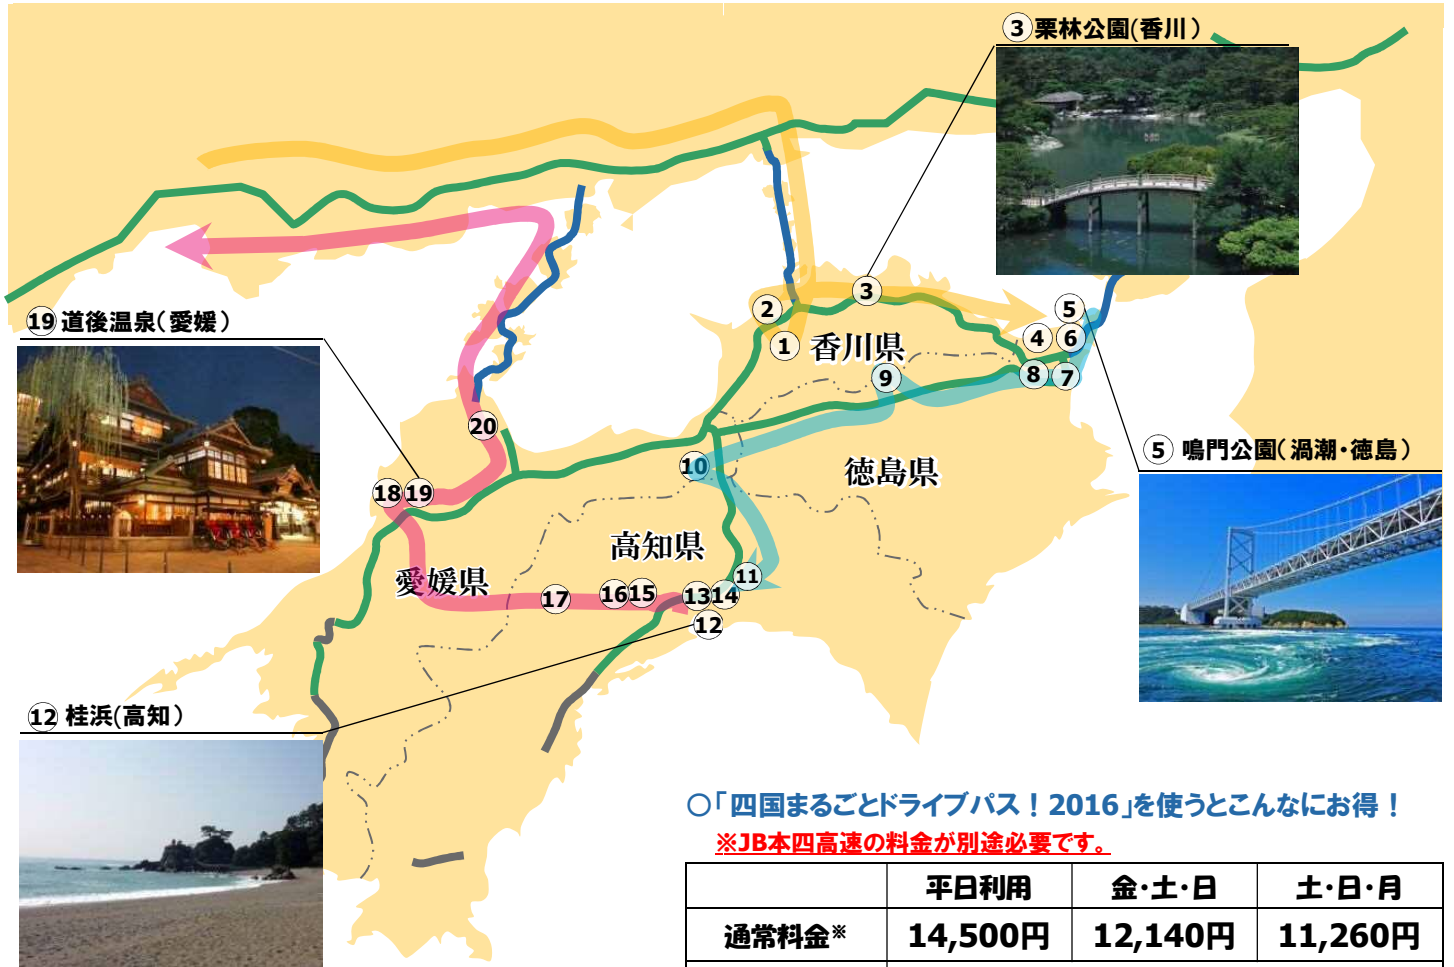 ③栗林公園(香川)
⑲道後温泉(愛媛)
⑤鳴門公園(渦潮・徳島)
⑫桂浜(高知)
香川県
徳島県
高知県
愛媛県
1
2
3
4
5
6
7
8
9
10
11
12
13
14
15
16
17
18
19
20
○「四国まるごとドライブパス！2016」を使うとこんなにお得！
※JB本四高速の料金が別途必要です。
平日利用 金・土・日 土・日・月
通常料金※ 14,500円 12,140円 11,260円